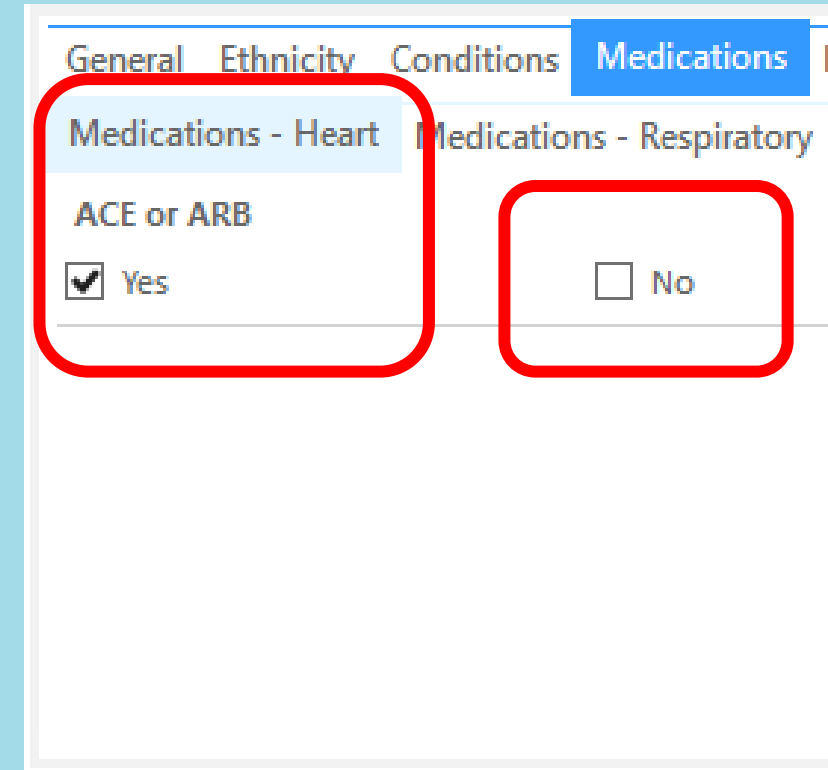 General Ethnicity Conditions Medications
Medications - Heart Medications - Respiratory
ACE or ARB
Yes No